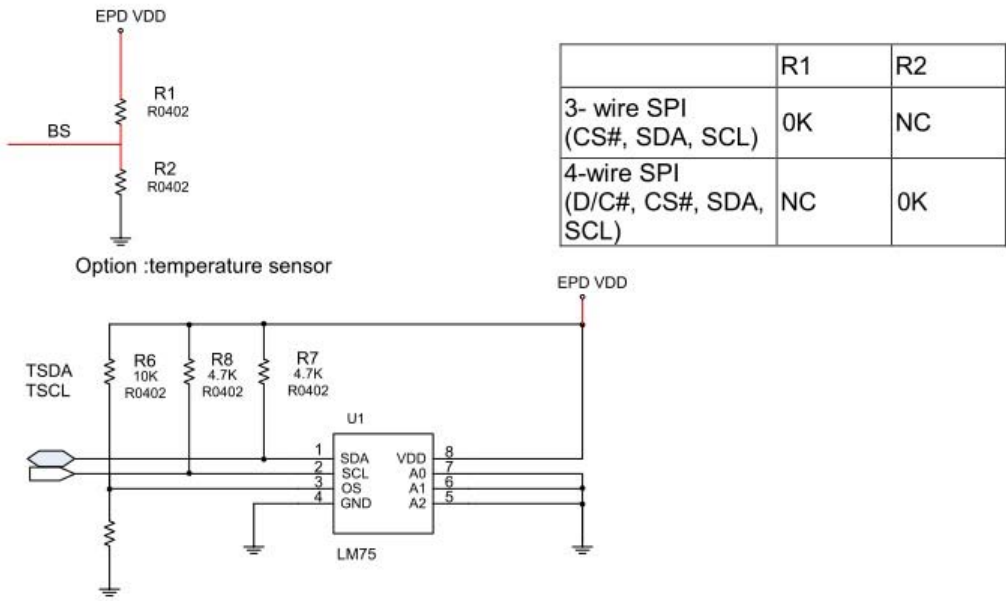 EPD VDD
R1
R0402
BS
R2
R0402
Option :temperature sensor
R1 R2
3- wire SPI
(CS#, SDA, SCL)
0K NC
4-wire SPI
(D/C#, CS#, SDA,
SCL)
NC 0K
EPD VDD
TSDA
TSCL
R6
10K
R0402
R8
4.7K
R0402
R7
4.7K
R0402
U1
1 SDA VDD 8
2 SCL A0 7
3 OS A1 6
4 GND A2 5
LM75